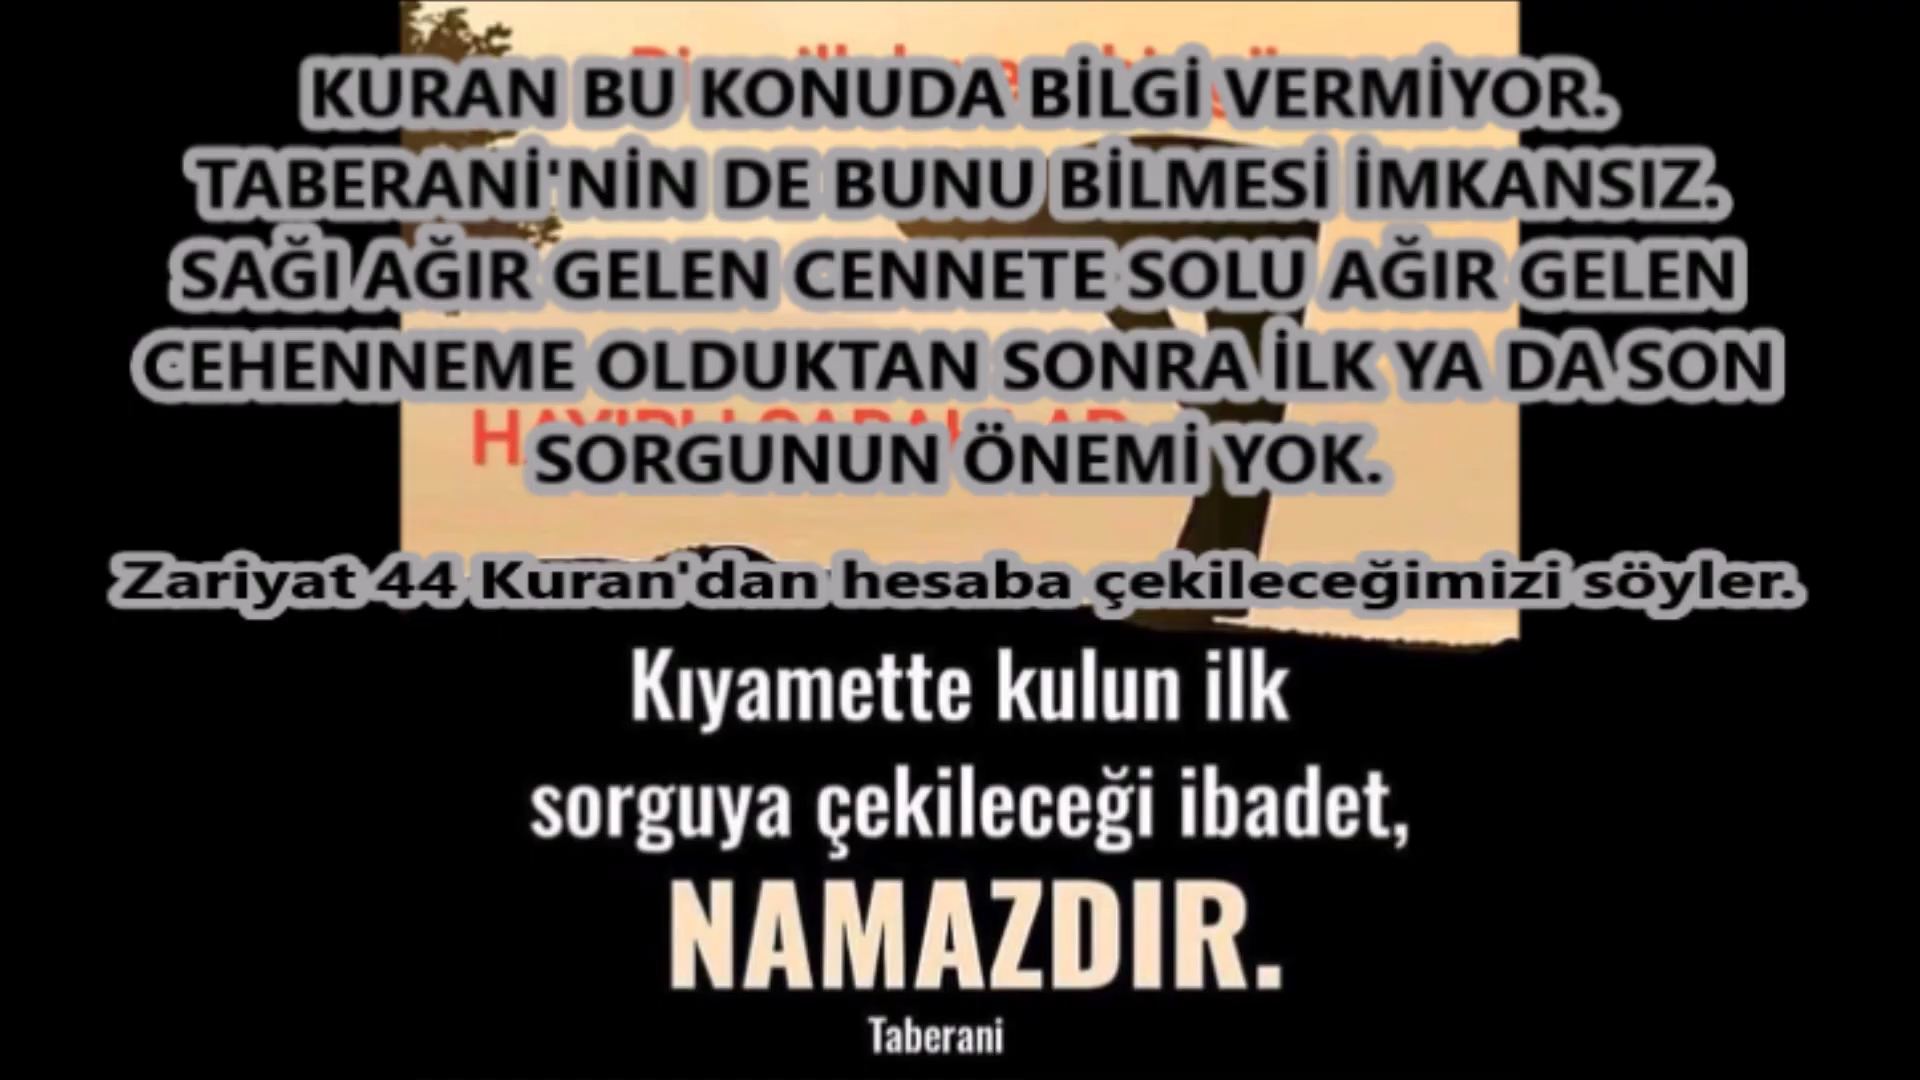 KURAN BU KONUDA BİLGİ VERMİYOR.
TABERANİ'NİN DE BUNU BİLMESİ İMKANSIZ.
SAĞI AĞIR GELEN CENNETE SOLU AĞIR GELEN
CEHENNEME OLDUKTAN SONRA İLK YA DA SON
SORGUNUN ÖNEMİ YOK.
Zariyat 44 Kuran'dan hesaba çekileceğimizi söyler.
Kıyamette kulun ilk
sorguya çekileceği ibadet,
NAMAZDIR.
Taberani